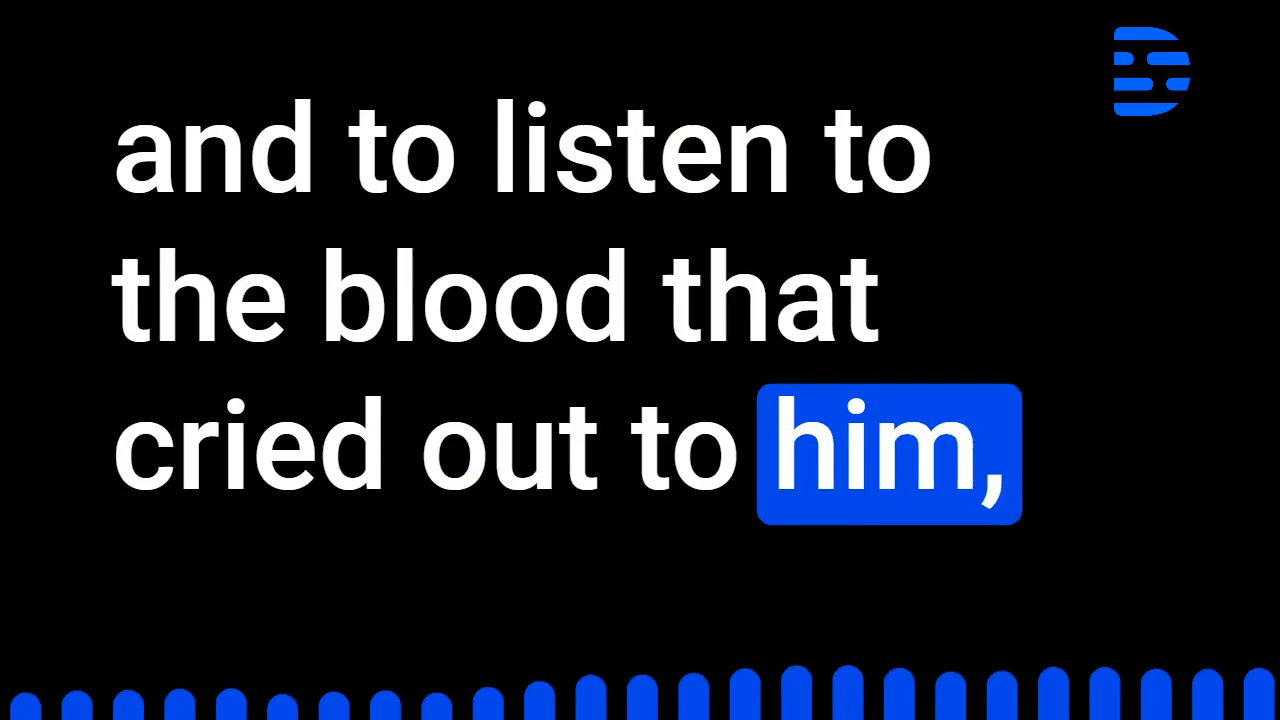 and to listen to
the blood that
cried out to him,